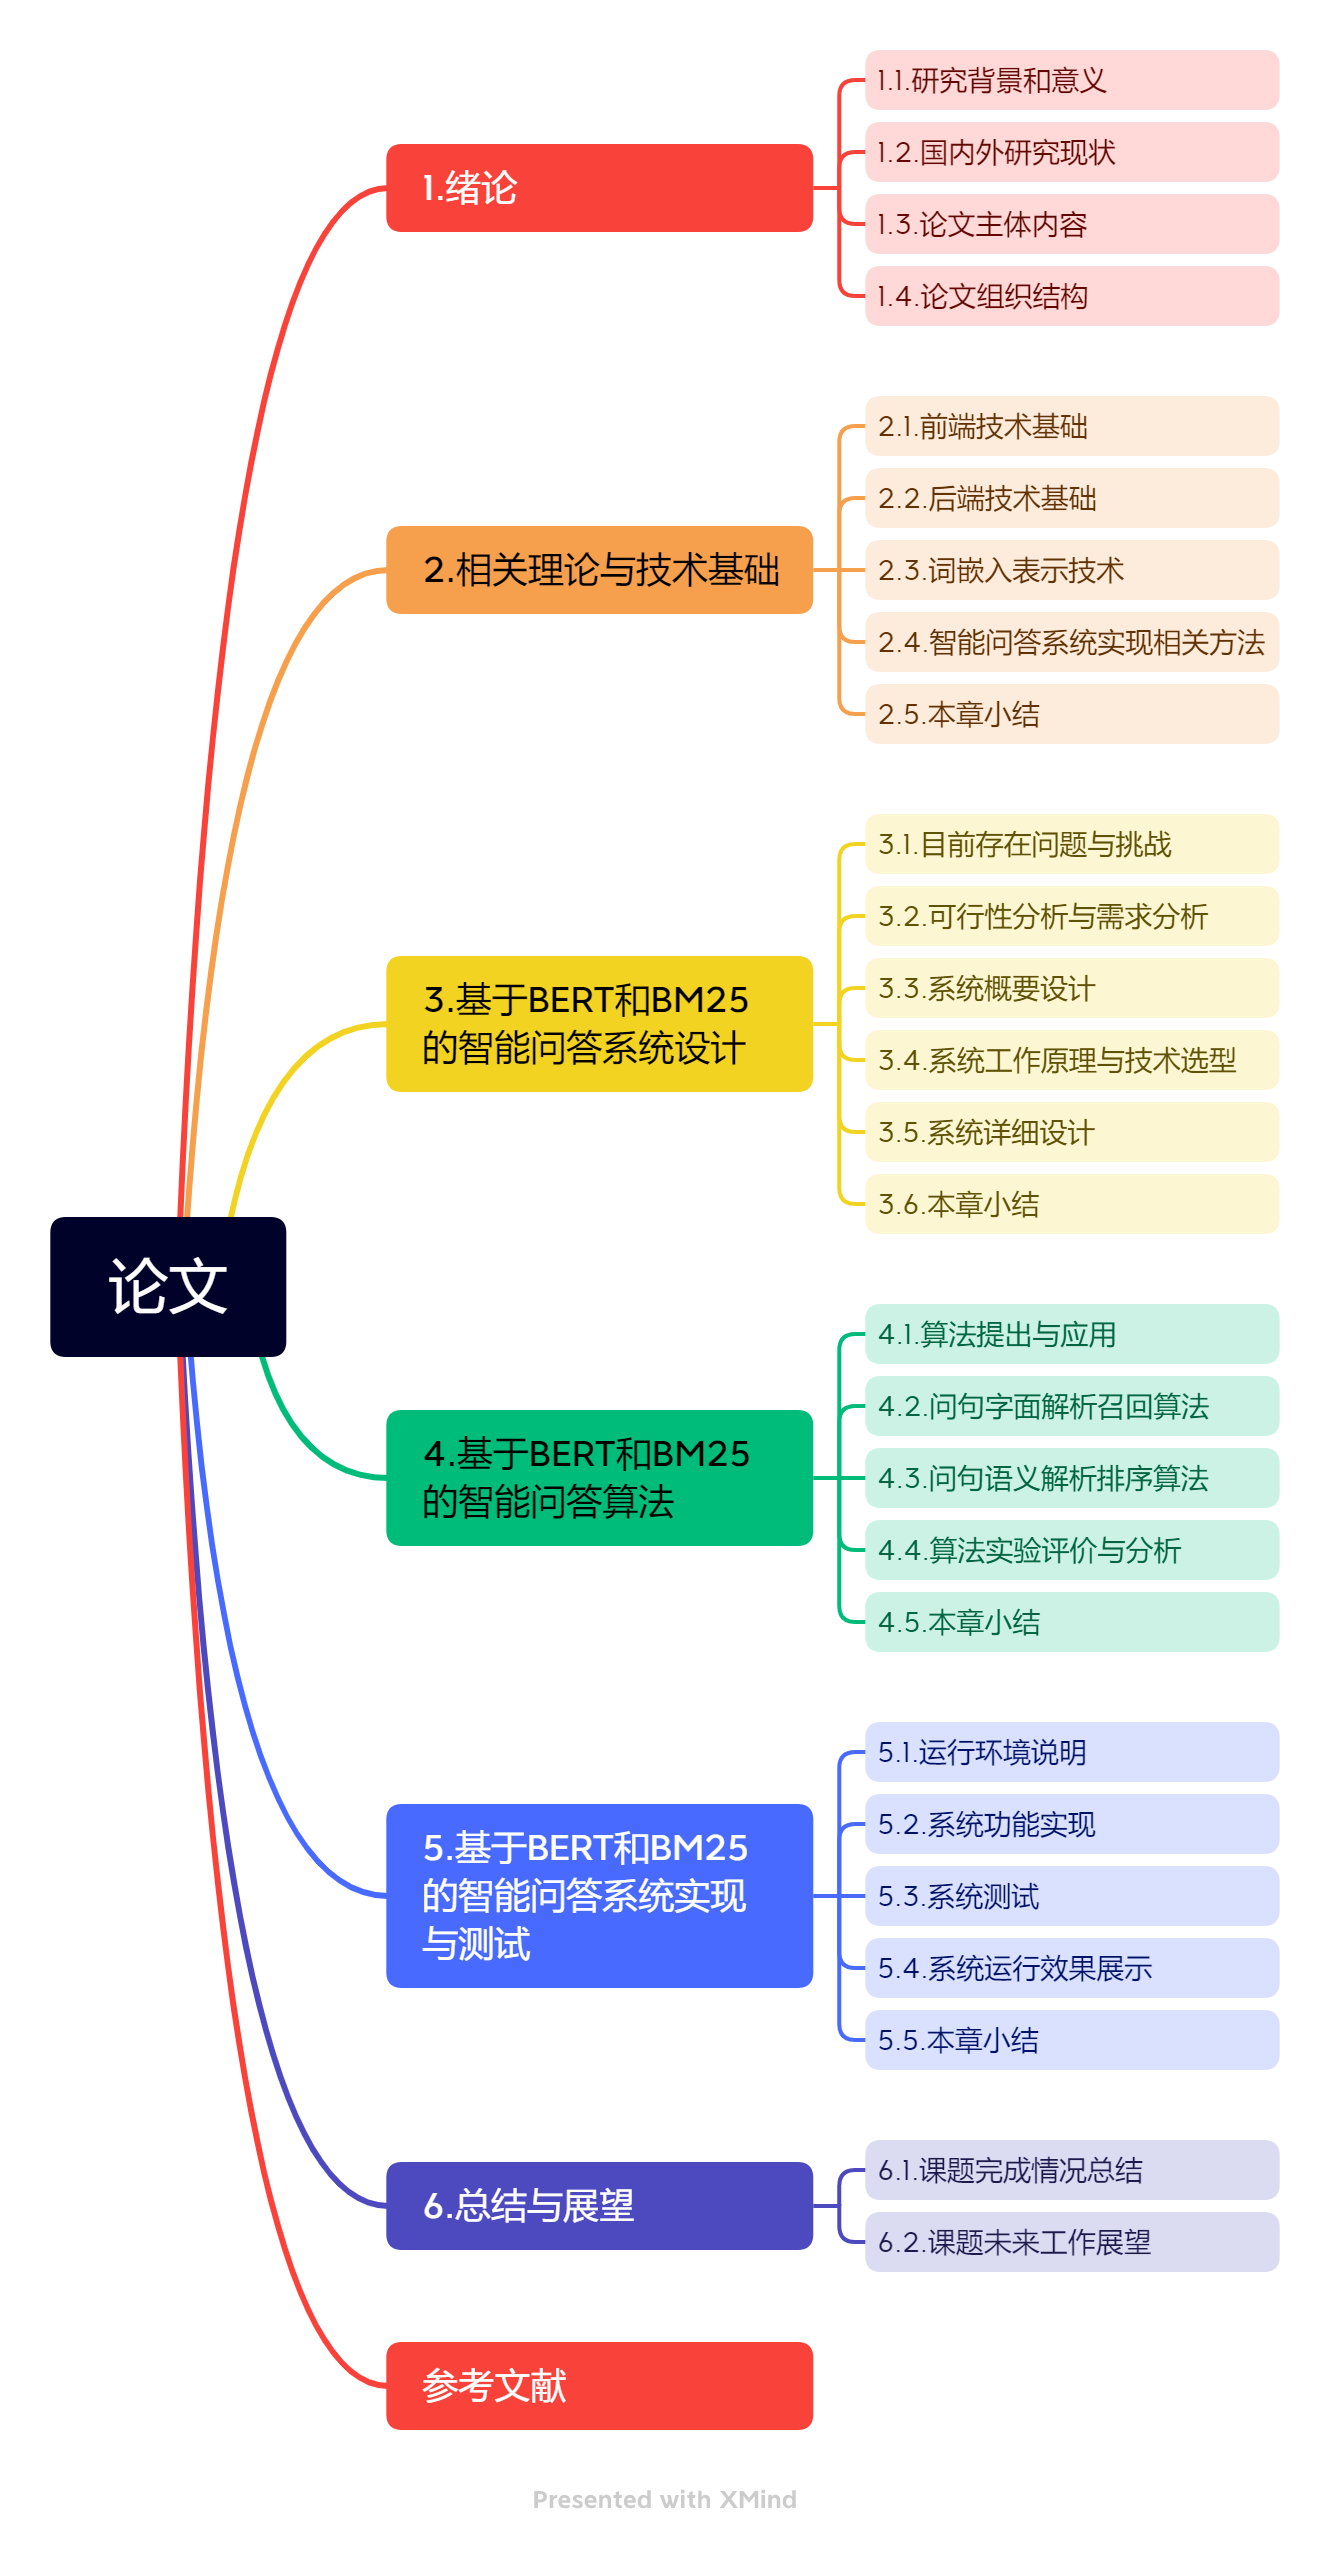 论文
1.绪论
1.1.研究背景和意义
1.2.国内外研究现状
1.3.论文主体内容
1.4.论文组织结构
2.相关理论与技术基础
2.1.前端技术基础
2.2.后端技术基础
2.3.词嵌入表示技术
2.4.智能问答系统实现相关方法
2.5.本章小结
3.基于BERT和BM25
的智能问答系统设计
3.1.目前存在问题与挑战
3.2.可行性分析与需求分析
3.3.系统概要设计
3.4.系统工作原理与技术选型
3.5.系统详细设计
3.6.本章小结
4.基于BERT和BM25
的智能问答算法
4.1.算法提出与应用
4.2.问句字面解析召回算法
4.3.问句语义解析排序算法
4.4.算法实验评价与分析
4.5.本章小结
5.基于BERT和BM25
的智能问答系统实现
与测试
5.1.运行环境说明
5.2.系统功能实现
5.3.系统测试
5.4.系统运行效果展示
5.5.本章小结
6.总结与展望
6.1.课题完成情况总结
6.2.课题未来工作展望
参考文献
Presented with XMind